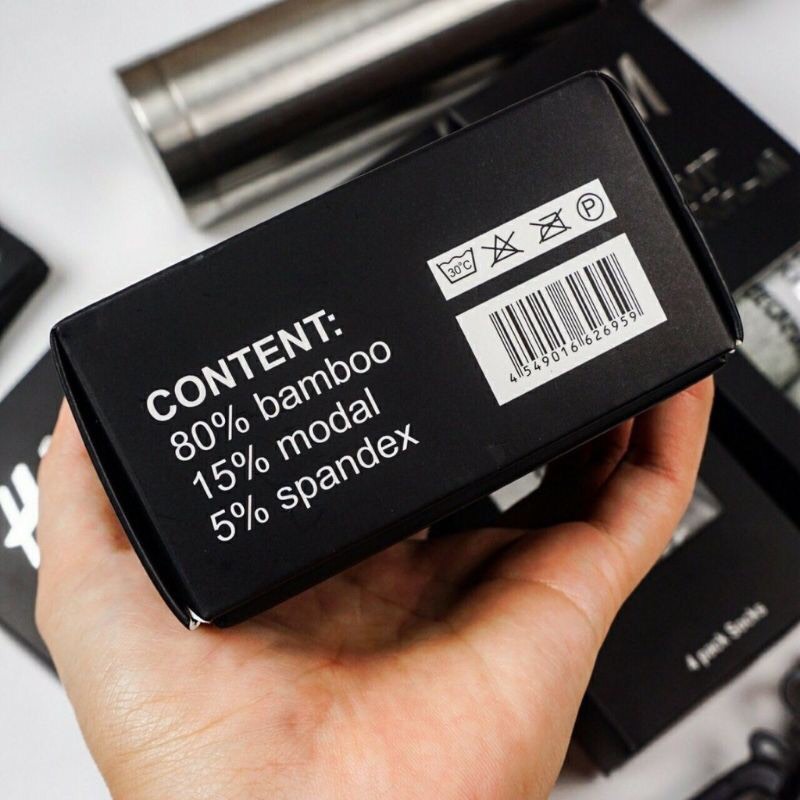 CONTENT:
80% bamboo
15% modal
5% spandex
30°C
P
4 549016 626959
4 pack Socks